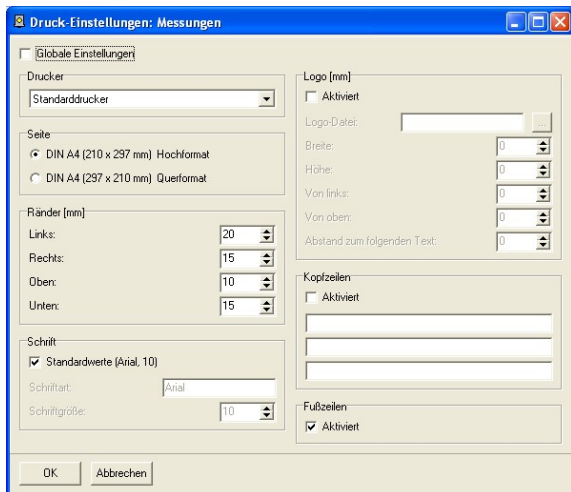 Druck-Einstellungen: Messungen
Globale Einstellungen
Drucker
Standarddrucker
Seite
DIN A4 (210 x 297 mm) Hochformat
DIN A4 (297 x 210 mm) Querformat
Ränder [mm]
Links: 20
Rechts: 15
Oben: 10
Unten: 15
Schrift
Standardwerte (Arial, 10)
Schriftart: Arial
Schriftgröße: 10
Logo [mm]
Aktiviert
Logo-Datei: ...
Breite: 0
Höhe: 0
Von links: 0
Von oben: 0
Abstand zum folgenden Text: 0
Kopfzeilen
Aktiviert
Fußzeilen
Aktiviert
OK Abbrechen